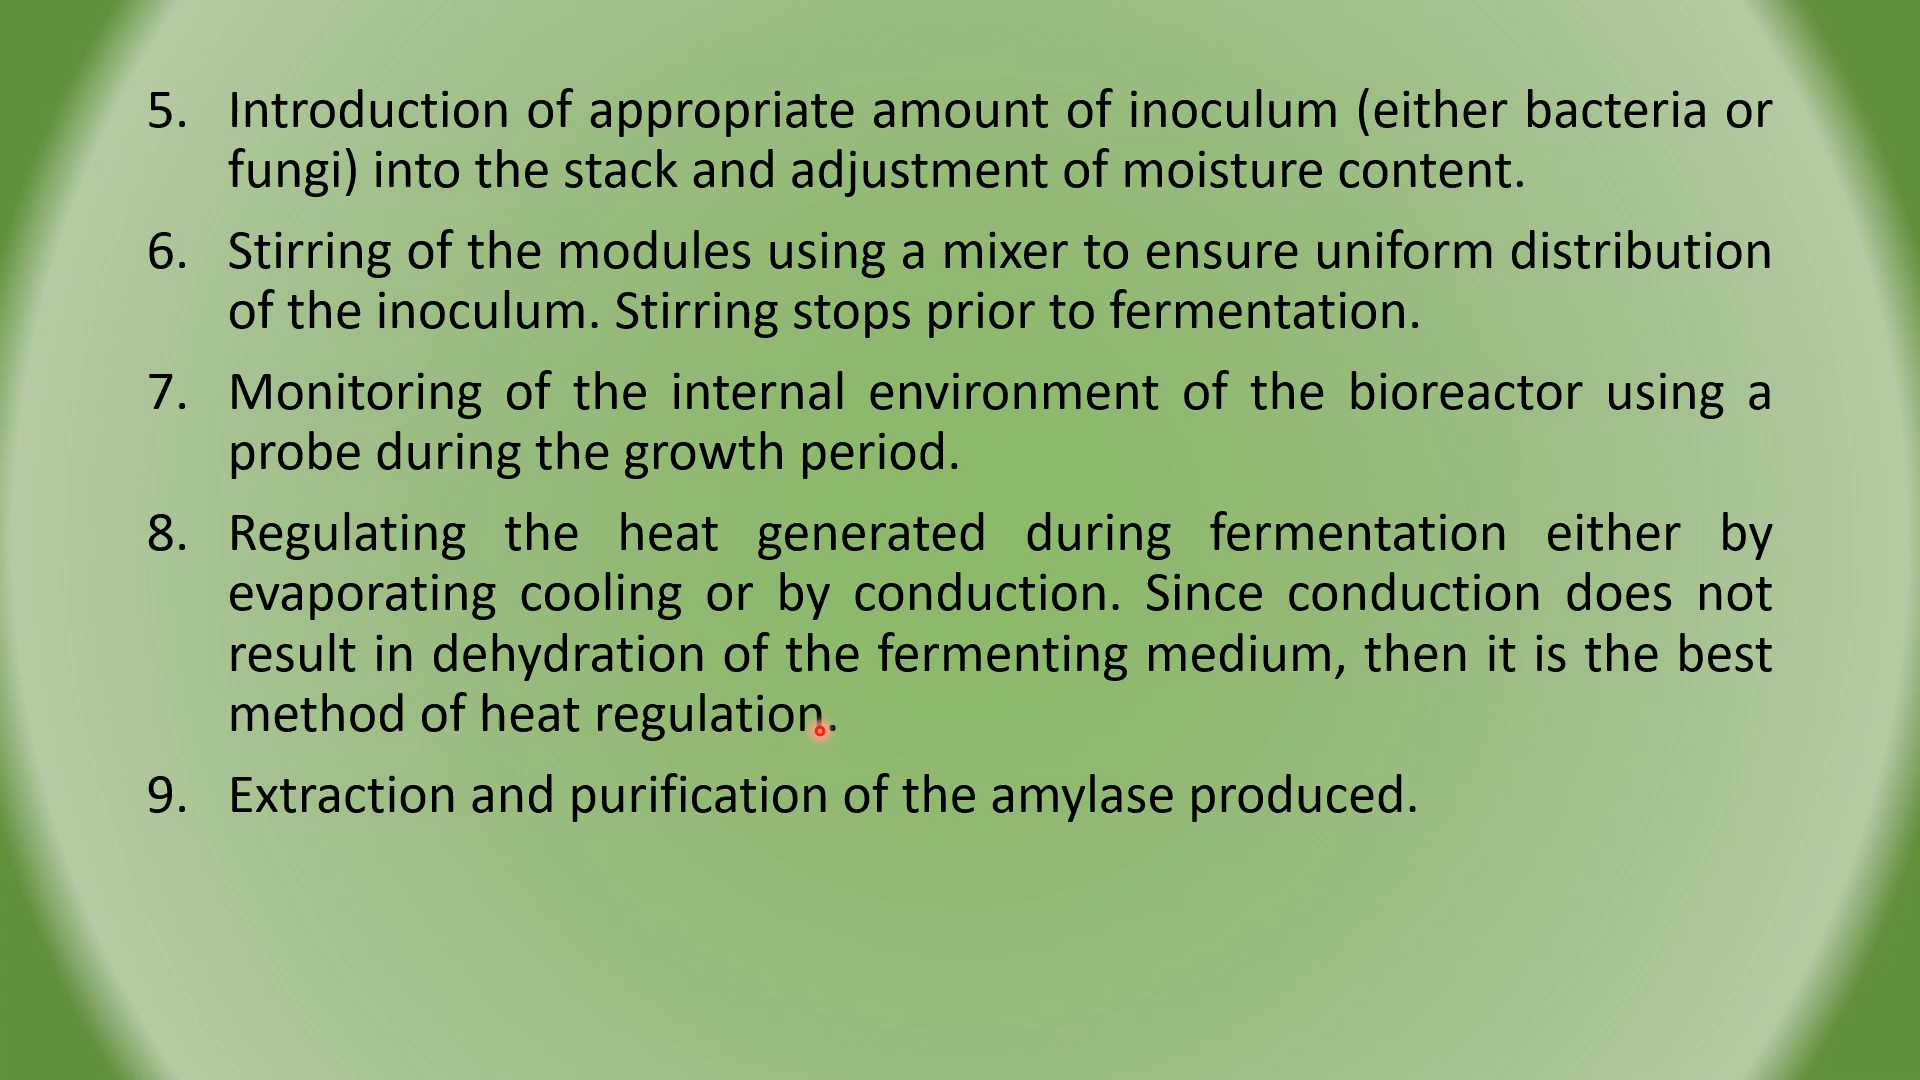 5. Introduction of appropriate amount of inoculum (either bacteria or
fungi) into the stack and adjustment of moisture content.
6. Stirring of the modules using a mixer to ensure uniform distribution
of the inoculum. Stirring stops prior to fermentation.
7. Monitoring of the internal environment of the bioreactor using a
probe during the growth period.
8. Regulating the heat generated during fermentation either by
evaporating cooling or by conduction. Since conduction does not
result in dehydration of the fermenting medium, then it is the best
method of heat regulation.
9. Extraction and purification of the amylase produced.